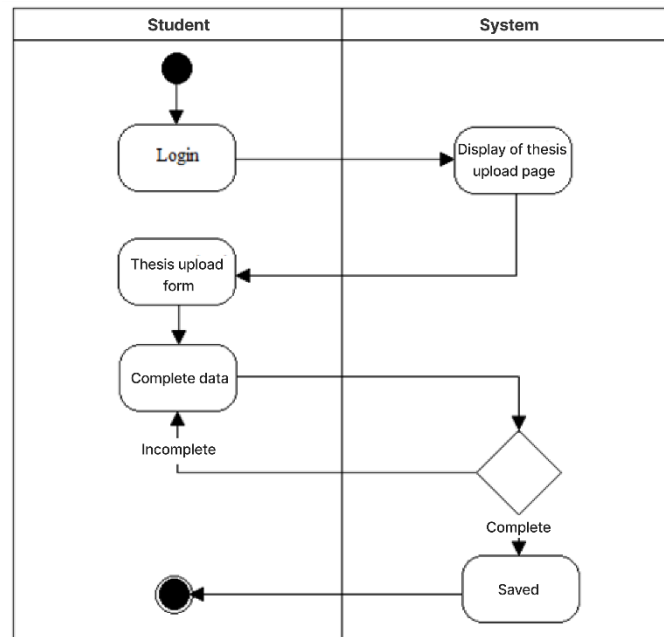 Student
System
Login
Display of thesis
upload page
Thesis upload
form
Complete data
Incomplete
Complete
Saved